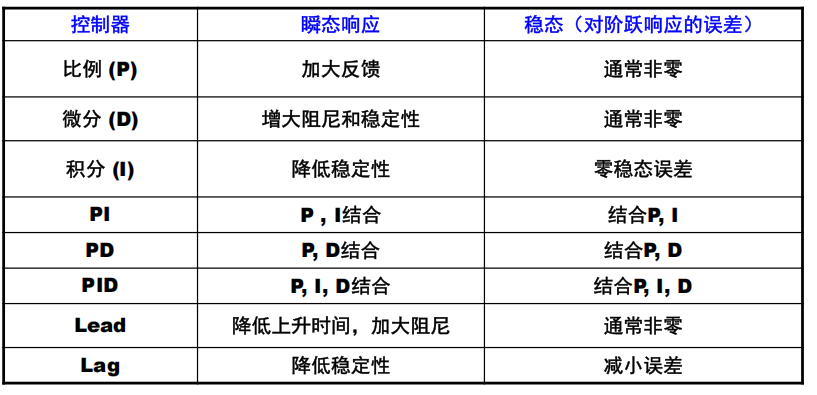 控制器 瞬态响应 稳态（对阶跃响应的误差）
比例 (P) 加大反馈 通常非零
微分 (D) 增大阻尼和稳定性 通常非零
积分 (I) 降低稳定性 零稳态误差
PI P , I结合 结合P, I
PD P, D结合 结合P, D
PID P, I, D结合 结合P, I, D
Lead 降低上升时间，加大阻尼 通常非零
Lag 降低稳定性 减小误差